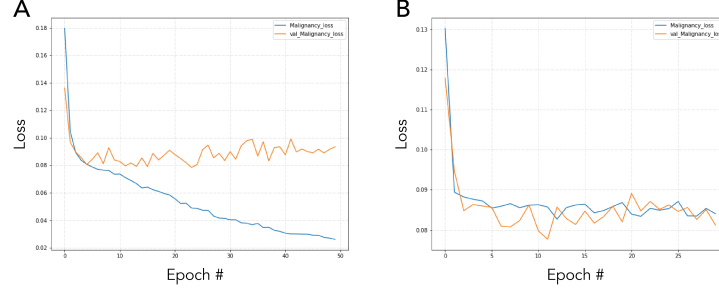 A
Malignancy_loss
val_Malignancy_loss
0.18
0.16
0.14
0.12
0.10
0.08
0.06
0.04
0.02
Loss
0
10
20
30
40
50
Epoch #
B
Malignancy_loss
val_Malignancy_loss
0.13
0.12
0.11
0.10
0.09
0.08
Loss
0
5
10
15
20
25
Epoch #